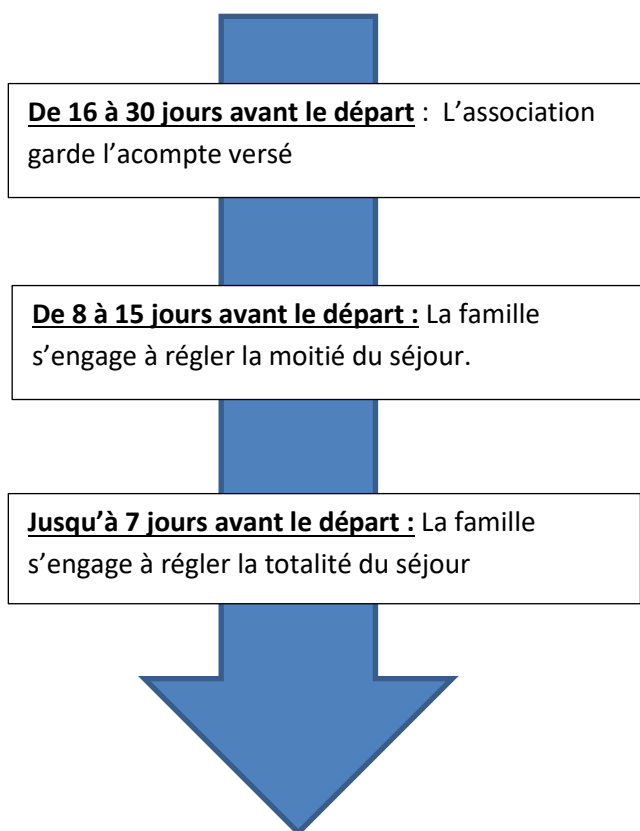 De 16 à 30 jours avant le départ : L’association
garde l’acompte versé
De 8 à 15 jours avant le départ : La famille
s’engage à régler la moitié du séjour.
Jusqu’à 7 jours avant le départ : La famille
s’engage à régler la totalité du séjour